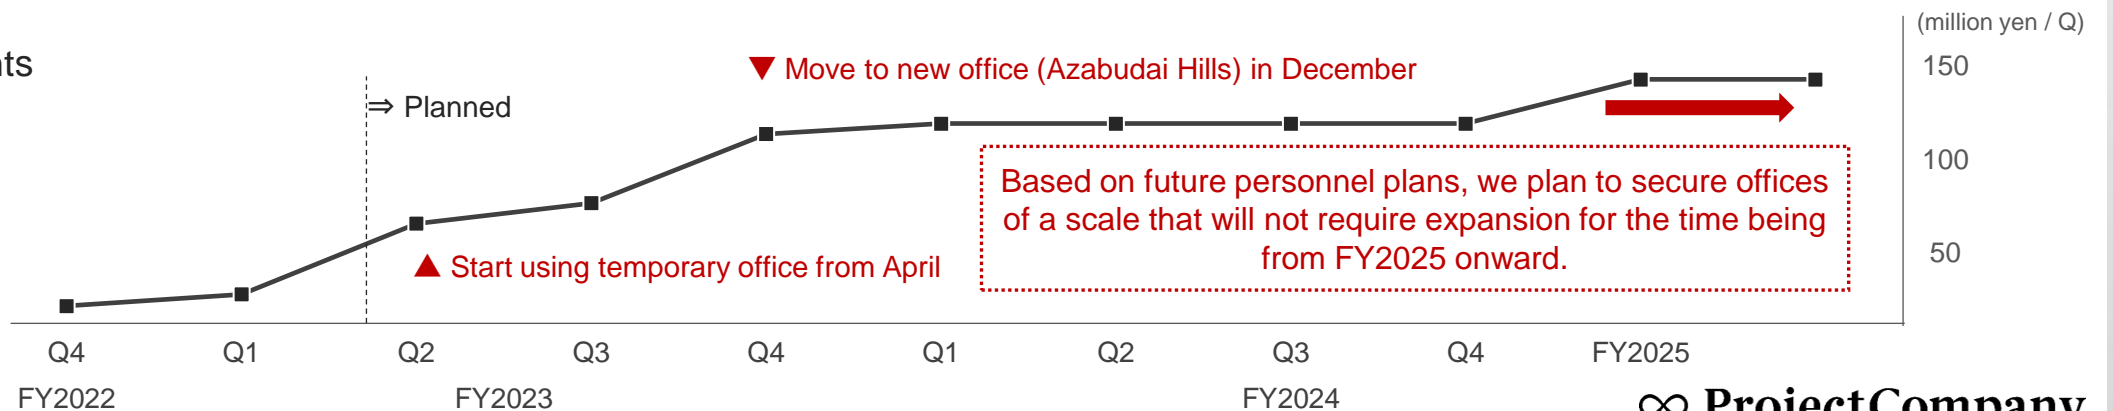 (million yen / Q)
nts
▼ Move to new office (Azabudai Hills) in December
150
⇒ Planned
100
Based on future personnel plans, we plan to secure offices
of a scale that will not require expansion for the time being
from FY2025 onward.
50
▲ Start using temporary office from April
Q4 Q1 Q2 Q3 Q4 Q1 Q2 Q3 Q4 FY2025
FY2022 FY2023 FY2024
ProjectCompany